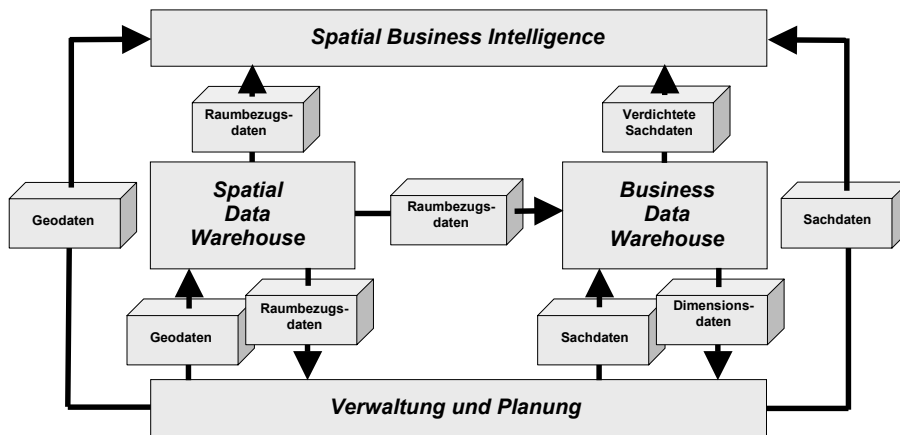 Spatial Business Intelligence
Raumbezugs-
daten
Verdichtete
Sachdaten
Spatial
Data
Warehouse
Business
Data
Warehouse
Geodaten
Raumbezugs-
daten
Sachdaten
Geodaten
Raumbezugs-
daten
Sachdaten
Dimensions-
daten
Verwaltung und Planung